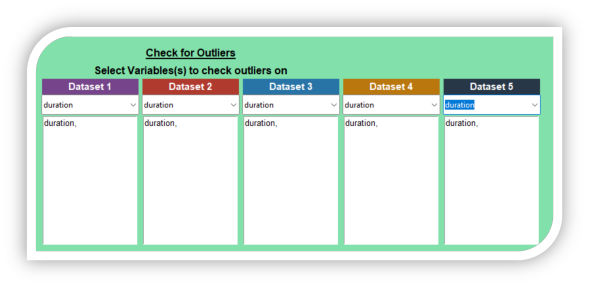 Check for Outliers
Select Variables(s) to check outliers on
Dataset 1 Dataset 2 Dataset 3 Dataset 4 Dataset 5
duration duration duration duration duration
duration, duration, duration, duration, duration,